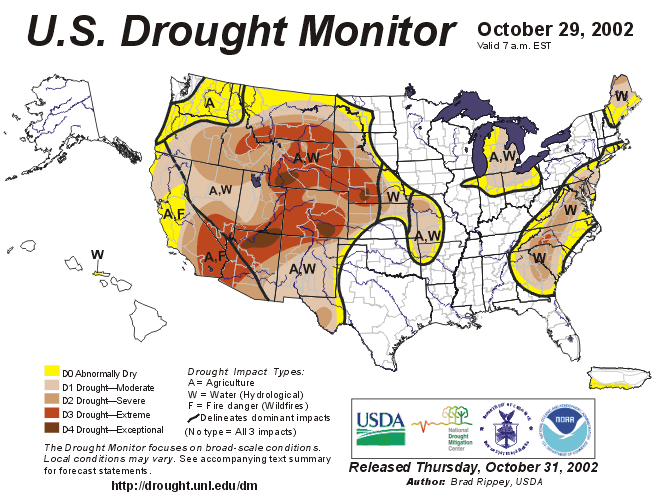 U.S. Drought Monitor
October 29, 2002
Valid 7 a.m. EST
A
W
A,W
A,W
A,W
W
A,F
W
A,W
W
A,F
A,W
W
D0 Abnormally Dry
D1 Drought—Moderate
D2 Drought—Severe
D3 Drought—Extreme
D4 Drought—Exceptional
Drought Impact Types:
A = Agriculture
W = Water (Hydrological)
F = Fire danger (Wildfires)
Delineates dominant impacts
(No type = All 3 impacts)
The Drought Monitor focuses on broad-scale conditions.
Local conditions may vary. See accompanying text summary
for forecast statements.
http://drought.unl.edu/dm
USDA
National
Drought
Mitigation
Center
NOAA
Released Thursday, October 31, 2002
Author: Brad Rippey, USDA